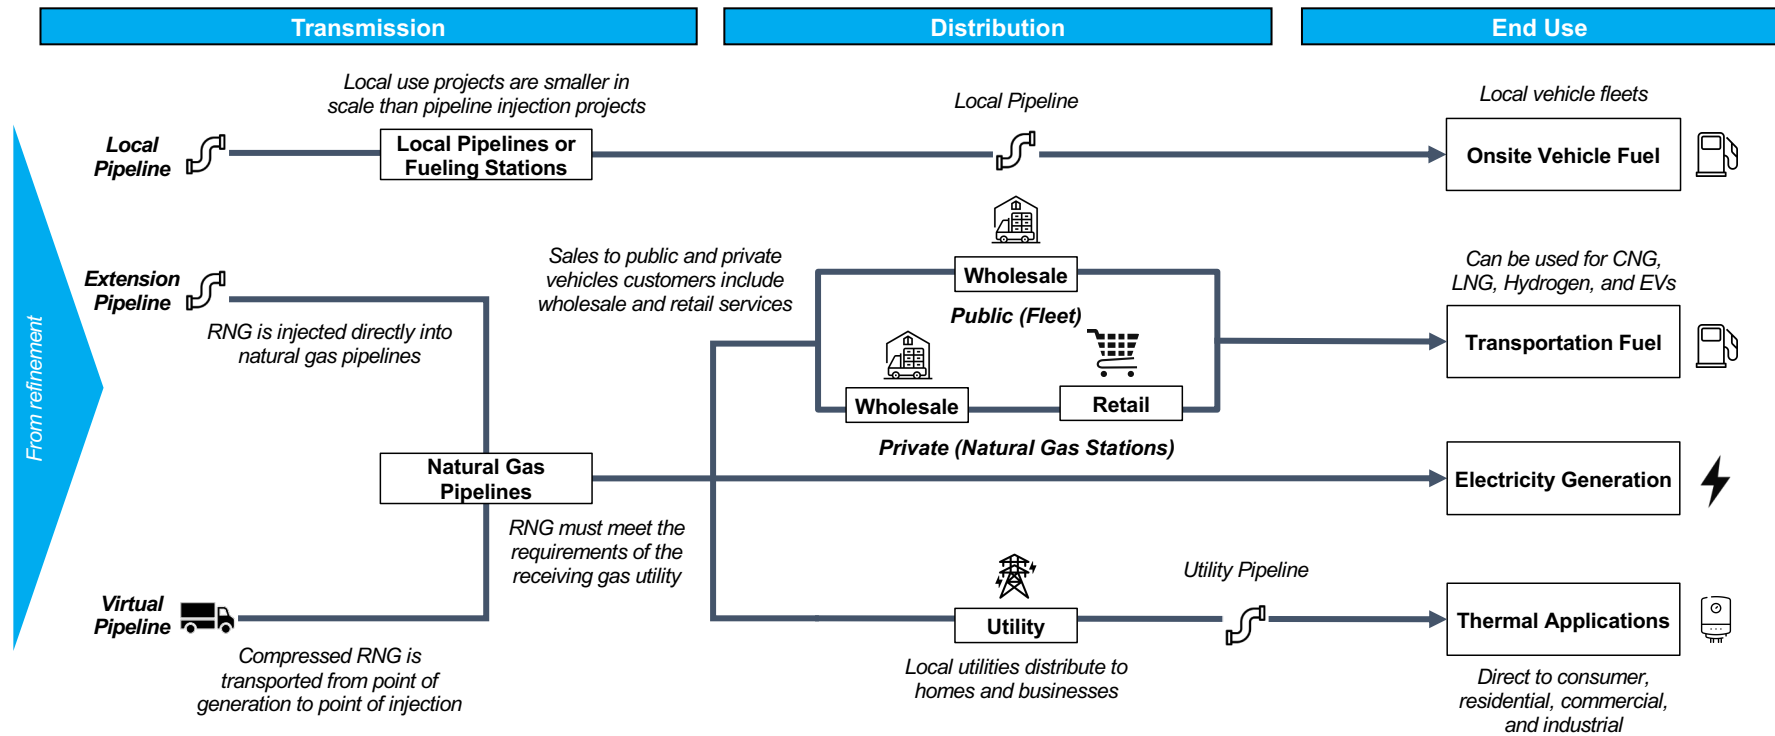 Transmission
Distribution
End Use
From refinement
Local use projects are smaller in
scale than pipeline injection projects
Local Pipeline
Local vehicle fleets
Local
Pipeline
Local Pipelines or
Fueling Stations
Onsite Vehicle Fuel
Extension
Pipeline
RNG is injected directly into
natural gas pipelines
Sales to public and private
vehicles customers include
wholesale and retail services
Wholesale
Public (Fleet)
Wholesale
Retail
Private (Natural Gas Stations)
Can be used for CNG,
LNG, Hydrogen, and EVs
Transportation Fuel
Natural Gas
Pipelines
RNG must meet the
requirements of the
receiving gas utility
Electricity Generation
Virtual
Pipeline
Compressed RNG is
transported from point of
generation to point of injection
Utility
Local utilities distribute to
homes and businesses
Utility Pipeline
Thermal Applications
Direct to consumer,
residential, commercial,
and industrial